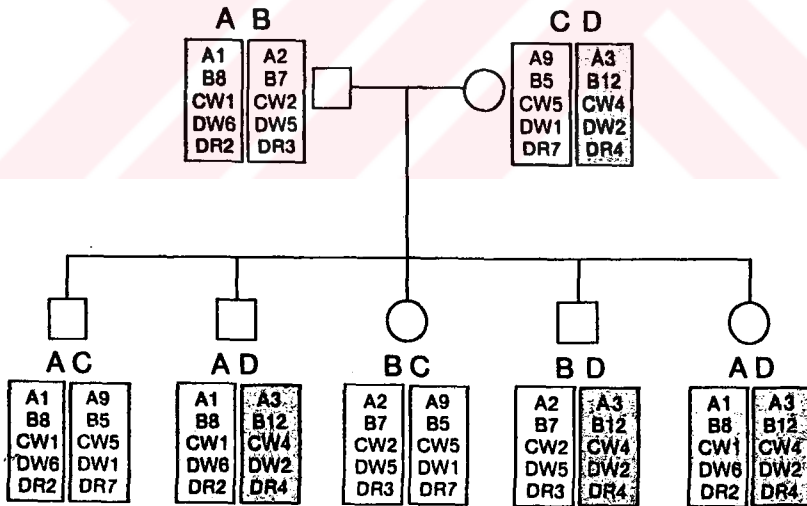 A B
A1
B8
CW1
DW6
DR2
A2
B7
CW2
DW5
DR3
C D
A9
B5
CW5
DW1
DR7
A3
B12
CW4
DW2
DR4
A C
A1
B8
CW1
DW6
DR2
A9
B5
CW5
DW1
DR7
A D
A1
B8
CW1
DW6
DR2
A3
B12
CW4
DW2
DR4
B C
A2
B7
CW2
DW5
DR3
A9
B5
CW5
DW1
DR7
B D
A2
B7
CW2
DW5
DR3
A3
B12
CW4
DW2
DR4
A D
A1
B8
CW1
DW6
DR2
A3
B12
CW4
DW2
DR4